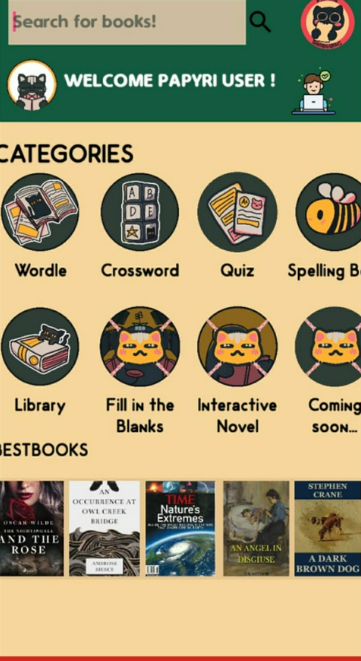 Search for books!
WELCOME PAPYRI USER !
CATEGORIES
Wordle
Crossword
Quiz
Spelling B
Library
Fill in the
Blanks
Interactive
Novel
Coming
soon...
BESTBOOKS
OSCAR WILDE
THE NIGHTINGALE
AND THE
ROSE
AN
OCCURRENCE AT
OWL CREEK
BRIDGE
AMBROSE
BIERCE
TIME
Nature's
Extremes
AN ANGEL IN
DISGUISE
STEPHEN
CRANE
A DARK
BROWN DOG